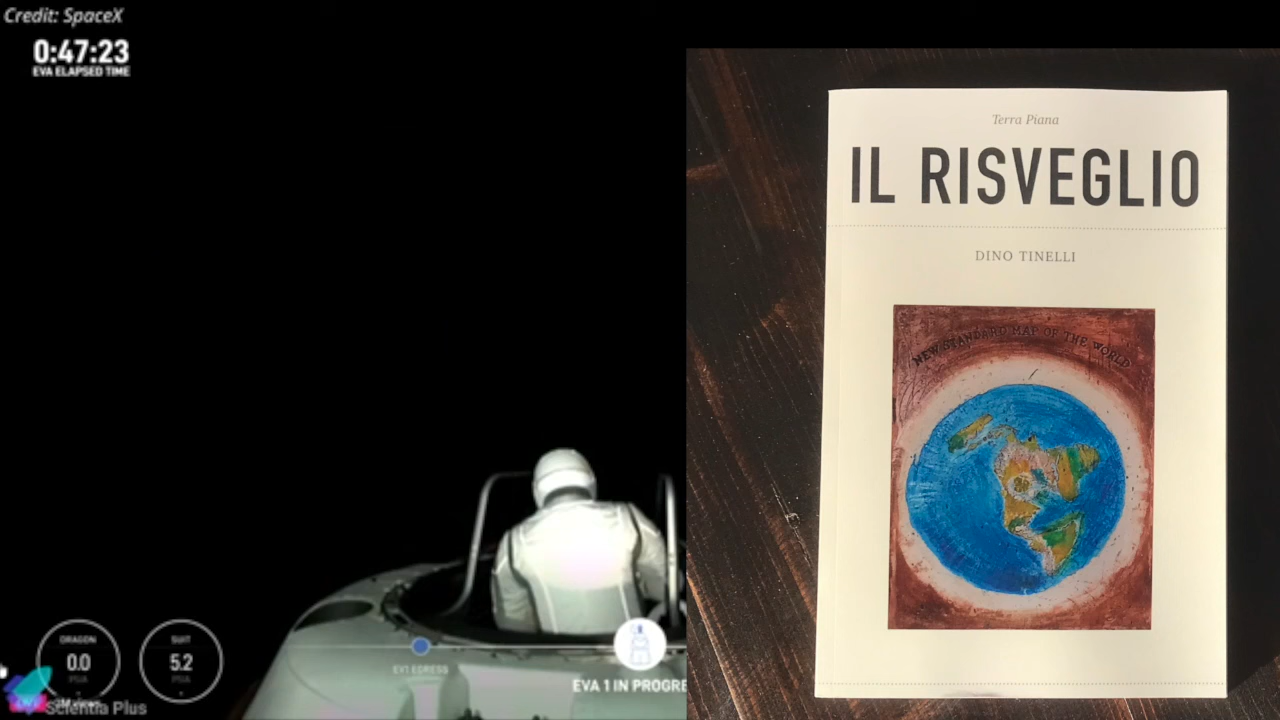 Credit: SpaceX
0:47:23
EVA ELAPSED TIME
DRAGON
0.0
PSIA
SUIT
5.2
PSIA
EV1 EGRESS
EVA 1 IN PROGRE
Scientia Plus
Terra Piana
IL RISVEGLIO
DINO TINELLI
NEW STANDARD MAP OF THE WORLD